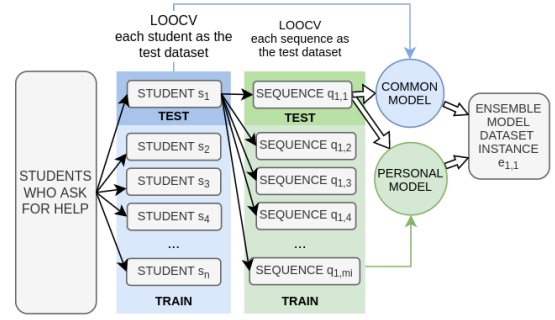 LOOCV
each student as the
test dataset
LOOCV
each sequence as
the test dataset
STUDENTS
WHO ASK
FOR HELP
STUDENT s1
TEST
STUDENT s2
STUDENT s3
STUDENT s4
...
STUDENT sn
TRAIN
SEQUENCE q1,1
TEST
SEQUENCE q1,2
SEQUENCE q1,3
SEQUENCE q1,4
...
SEQUENCE q1,mi
TRAIN
COMMON
MODEL
PERSONAL
MODEL
ENSEMBLE
MODEL
DATASET
INSTANCE
e1,1